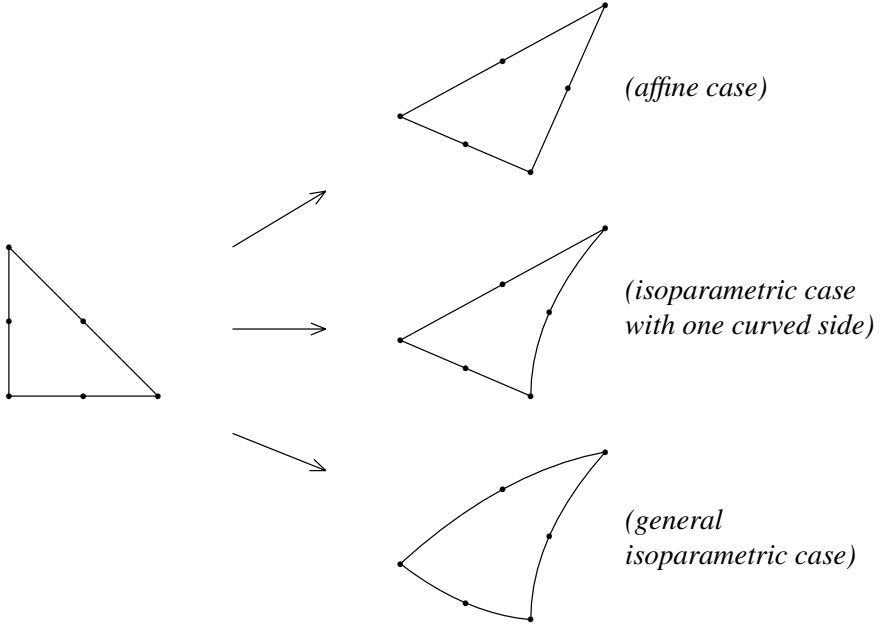 (affine case)
(isoparametric case
with one curved side)
(general
isoparametric case)